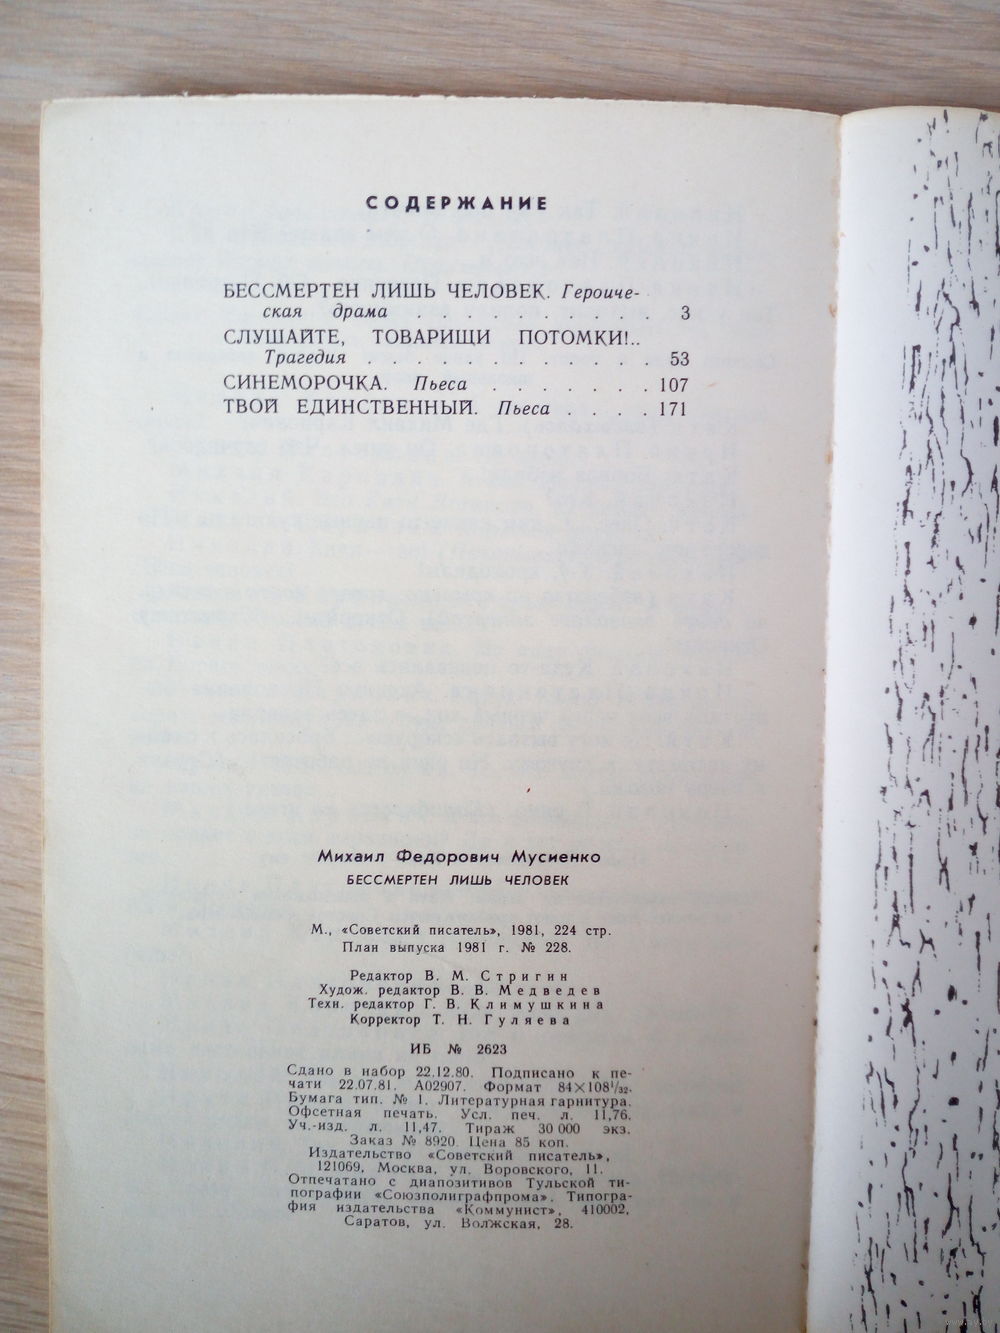 СОДЕРЖАНИЕ
БЕССМЕРТЕН ЛИШЬ ЧЕЛОВЕК. Героиче-
ская драма . . . . . . . . . 3
СЛУШАЙТЕ, ТОВАРИЩИ ПОТОМКИ!..
Трагедия . . . . . . . . . . . 53
СИНЕМОРОЧКА. Пьеса . . . . . . . 107
ТВОЙ ЕДИНСТВЕННЫЙ. Пьеса . . . . 171
Михаил Федорович Мусиенко
БЕССМЕРТЕН ЛИШЬ ЧЕЛОВЕК
М., «Советский писатель», 1981, 224 стр.
План выпуска 1981 г. № 228.
Редактор В. М. Стригин
Худож. редактор В. В. Медведев
Техн. редактор Г. В. Климушкина
Корректор Т. Н. Гуляева
ИБ № 2623
Сдано в набор 22.12.80. Подписано к пе-
чати 22.07.81. А02907. Формат 84×108¹/₃₂.
Бумага тип. № 1. Литературная гарнитура.
Офсетная печать. Усл. печ. л. 11,76.
Уч.-изд. л. 11,47. Тираж 30 000 экз.
Заказ № 8920. Цена 85 коп.
Издательство «Советский писатель»,
121069, Москва, ул. Воровского, 11.
Отпечатано с диапозитивов Тульской ти-
пографии «Союзполиграфпрома». Типогра-
фия издательства «Коммунист», 410002,
Саратов, ул. Волжская, 28.